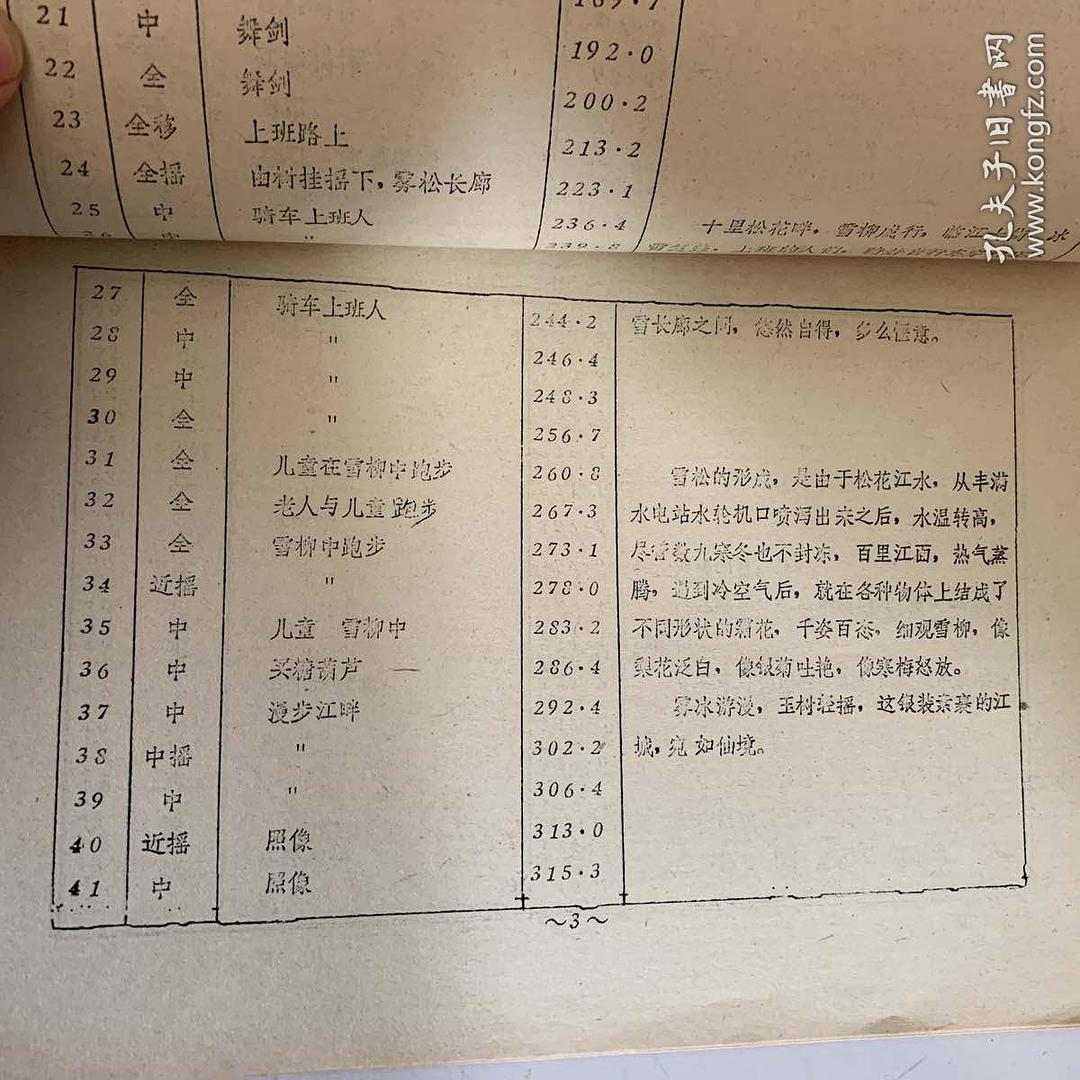 21 中 舞剑
22 全 舞剑 192·0
23 全移 上班路上 200·2
24 全摇 由树挂摇下，雾松长廊 213·2
25 中 骑车上班人 223·1
中 " 236·4 十里松花畔，雪柳成行，临江
239·8
27 全 骑车上班人 244·2 雪长廊之间，悠然自得，多么惬意。
28 中 " 246·4
29 中 " 248·3
30 全 " 256·7
31 全 儿童在雪柳中跑步 260·8 雪松的形成，是由于松花江水，从丰满
32 全 老人与儿童跑步 267·3 水电站水轮机口喷泻出来之后，水温转高，
33 全 雪柳中跑步 273·1 尽管数九寒冬也不封冻，百里江面，热气蒸
34 近摇 " 278·0 腾，遇到冷空气后，就在各种物体上结成了
35 中 儿童 雪柳中 283·2 不同形状的霜花，千姿百态，细观雪柳，像
36 中 买糖葫芦 286·4 梨花泛白，像银菊吐艳，像寒梅怒放。
37 中 漫步江畔 292·4 雾冰游漫，玉树轻摇，这银装素裹的江
38 中摇 " 302·2 城，宛如仙境。
39 中 " 306·4
40 近摇 照像 313·0
41 中 照像 315·3
～3～
孔夫子旧书网
www.kongfz.com